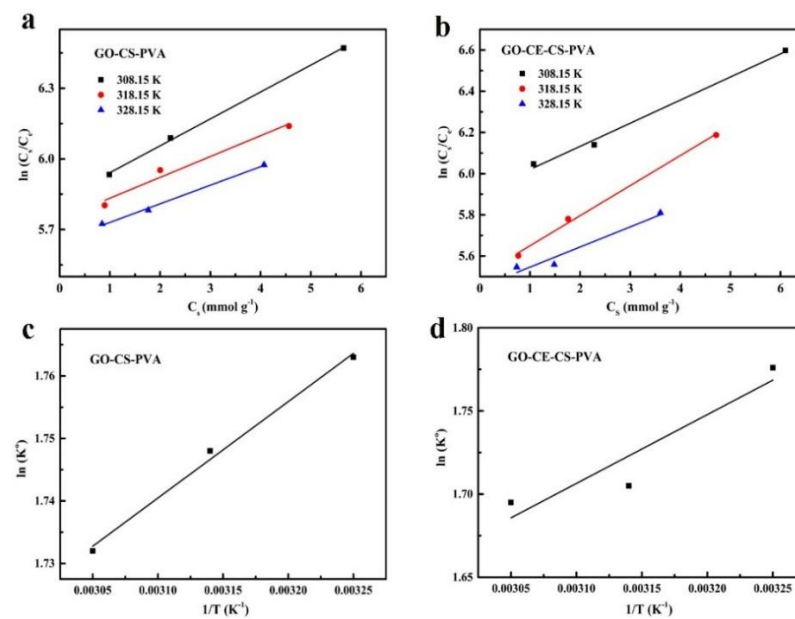 a
GO-CS-PVA
308.15 K
318.15 K
328.15 K
6.3
6.0
5.7
ln (Cs/Ce)
0 1 2 3 4 5 6
Cs (mmol g-1)
b
GO-CE-CS-PVA
308.15 K
318.15 K
328.15 K
6.6
6.4
6.2
6.0
5.8
5.6
ln (Cs/Ce)
0 1 2 3 4 5 6
Cs (mmol g-1)
c
GO-CS-PVA
1.76
1.75
1.74
1.73
ln (K°)
0.00305 0.00310 0.00315 0.00320 0.00325
1/T (K-1)
d
GO-CE-CS-PVA
1.80
1.75
1.70
1.65
ln (K°)
0.00305 0.00310 0.00315 0.00320 0.00325
1/T (K-1)